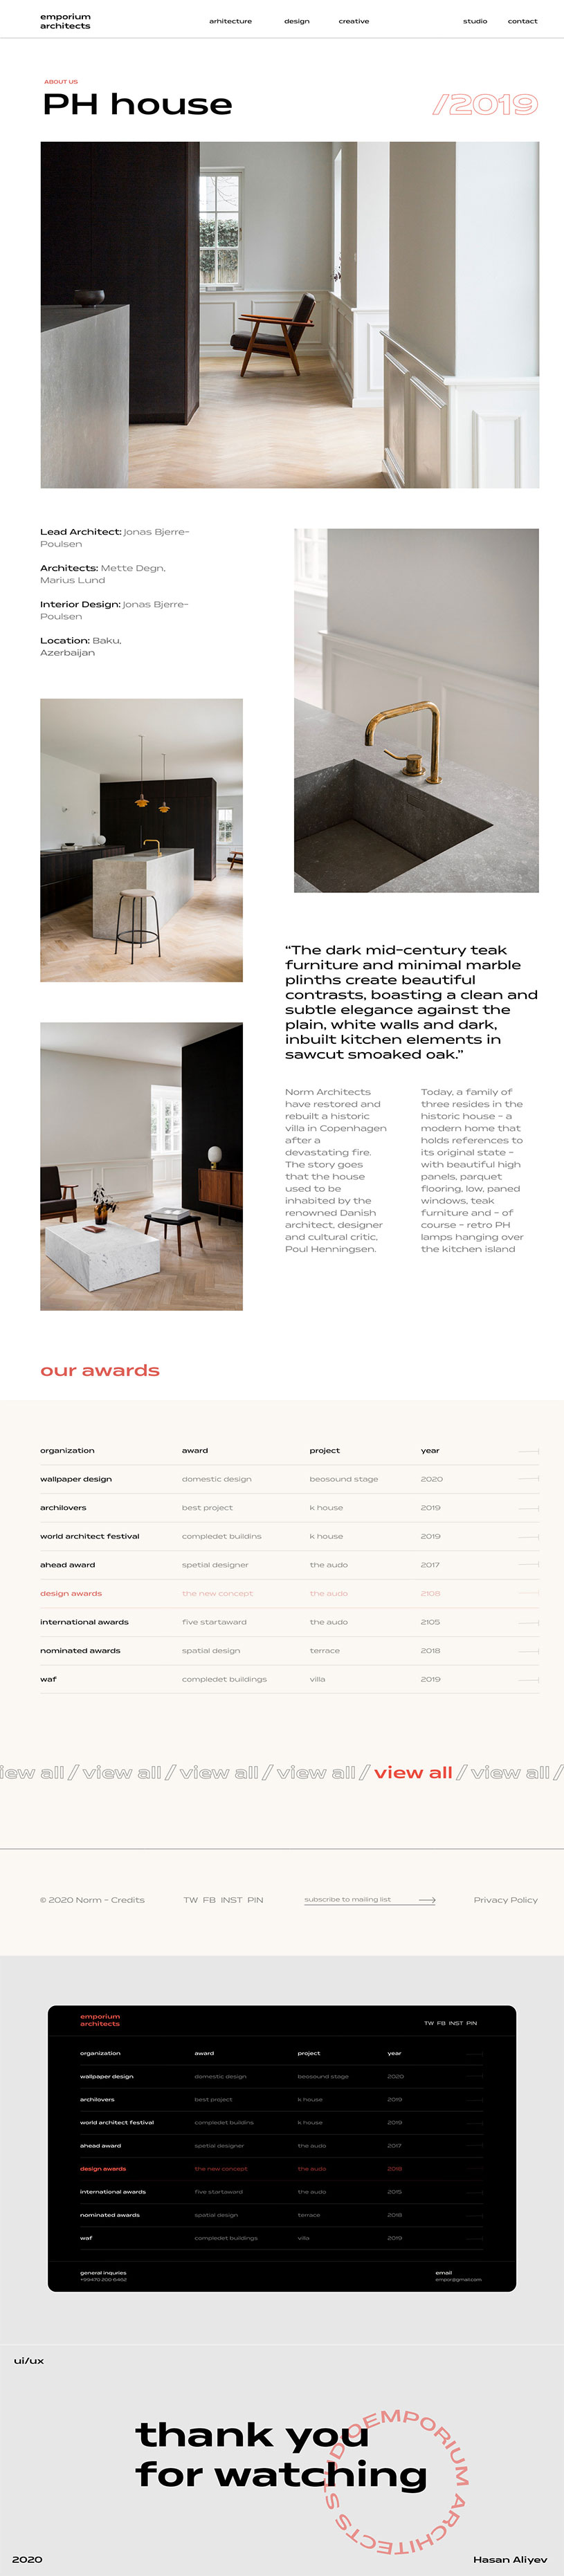 emporium
architects
arhitecture design creative studio contact
ABOUT US
PH house
/2019
Lead Architect: Jonas Bjerre-
Poulsen
Architects: Mette Degn,
Marius Lund
Interior Design: Jonas Bjerre-
Poulsen
Location: Baku,
Azerbaijan
“The dark mid-century teak
furniture and minimal marble
plinths create beautiful
contrasts, boasting a clean and
subtle elegance against the
plain, white walls and dark,
inbuilt kitchen elements in
sawcut smoaked oak.”
Norm Architects
have restored and
rebuilt a historic
villa in Copenhagen
after a
devastating fire.
The story goes
that the house
used to be
inhabited by the
renowned Danish
architect, designer
and cultural critic,
Poul Henningsen.
Today, a family of
three resides in the
historic house - a
modern home that
holds references to
its original state -
with beautiful high
panels, parquet
flooring, low, paned
windows, teak
furniture and - of
course - retro PH
lamps hanging over
the kitchen island
our awards
organization award project year
wallpaper design domestic design beosound stage 2020
archilovers best project k house 2019
world architect festival completet buildins k house 2019
ahead award spetial designer the audo 2017
design awards the new concept the audo 2108
international awards five startaward the audo 2105
nominated awards spatial design terrace 2018
waf completet buildings villa 2019
iew all / view all / view all / view all / view all / view all /
© 2020 Norm - Credits TW FB INST PIN subscribe to mailing list Privacy Policy
emporium
architects
TW FB INST PIN
organization award project year
wallpaper design domestic design beosound stage 2020
archilovers best project k house 2019
world architect festival completet buildins k house 2019
ahead award spetial designer the audo 2017
design awards the new concept the audo 2018
international awards five startaward the audo 2015
nominated awards spatial design terrace 2018
waf completet buildings villa 2019
general inquries email
+99470 200 6462
ui/ux
thank you
for watching
EMPORIUM ARCHITECTS STUDIO
2020 Hasan Aliyev